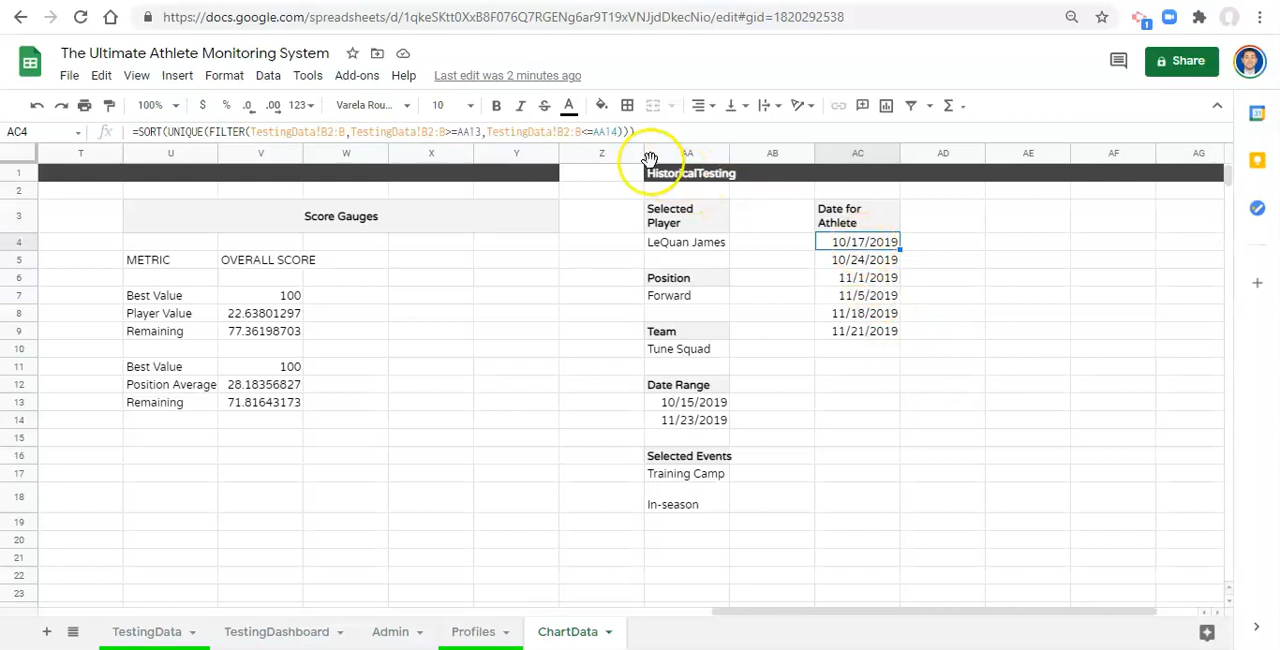 https://docs.google.com/spreadsheets/d/1qkeSKtt0XxB8F076Q7RGENg6ar9T19xVNJjdDkecNio/edit#gid=1820292538
1
The Ultimate Athlete Monitoring System
File Edit View Insert Format Data Tools Add-ons Help Last edit was 2 minutes ago
Share
100% $ % .0 .00 123 Varela Rou... 10 B I S A Σ
AC4 fx =SORT(UNIQUE(FILTER(TestingData!B2:B,TestingData!B2:B>=AA13,TestingData!B2:B<=AA14)))
T U V W X Y Z AA AB AC AD AE AF AG
1 HistoricalTesting
2
3 Score Gauges Selected Player Date for Athlete
4 LeQuan James 10/17/2019
5 METRIC OVERALL SCORE 10/24/2019
6 Position 11/1/2019
7 Best Value 100 Forward 11/5/2019
8 Player Value 22.63801297 11/18/2019
9 Remaining 77.36198703 Team 11/21/2019
10 Tune Squad
11 Best Value 100
12 Position Average 28.18356827 Date Range
13 Remaining 71.81643173 10/15/2019
14 11/23/2019
15
16 Selected Events
17 Training Camp
18 In-season
19
20
21
22
23
TestingData TestingDashboard Admin Profiles ChartData